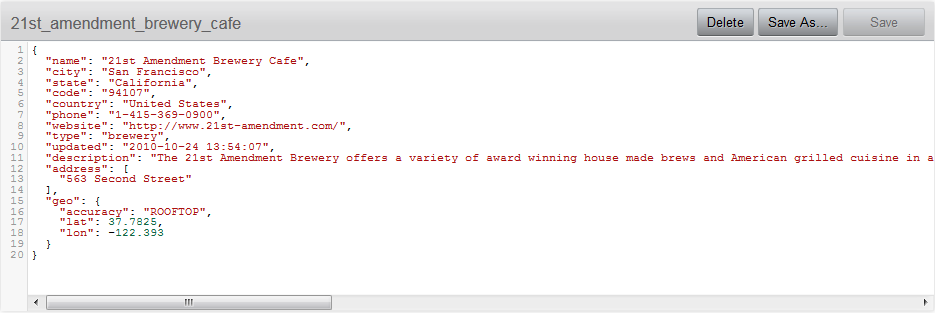 21st_amendment_brewery_cafe
Delete Save As... Save
1 {
2 "name": "21st Amendment Brewery Cafe",
3 "city": "San Francisco",
4 "state": "California",
5 "code": "94107",
6 "country": "United States",
7 "phone": "1-415-369-0900",
8 "website": "http://www.21st-amendment.com/",
9 "type": "brewery",
10 "updated": "2010-10-24 13:54:07",
11 "description": "The 21st Amendment Brewery offers a variety of award winning house made brews and American grilled cuisine in a
12 "address": [
13 "563 Second Street"
14 ],
15 "geo": {
16 "accuracy": "ROOFTOP",
17 "lat": 37.7825,
18 "lon": -122.393
19 }
20 }